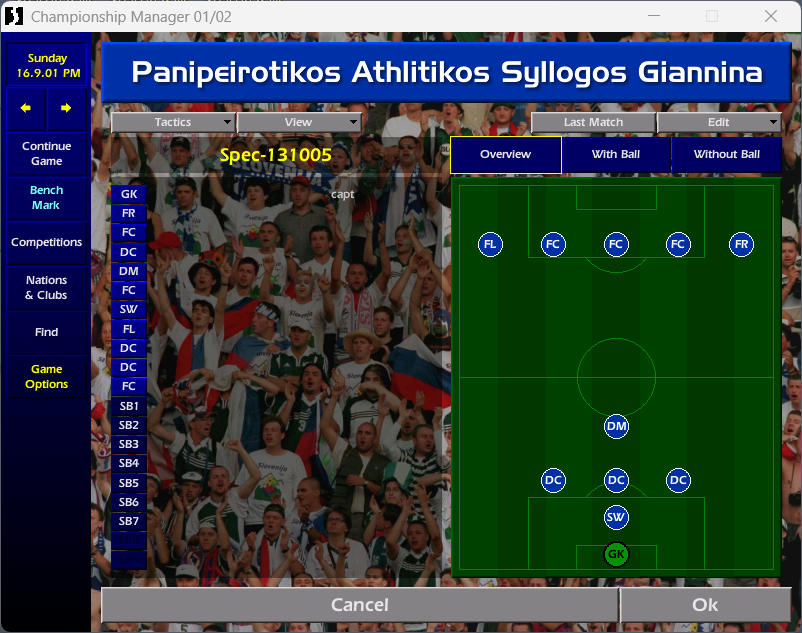 Championship Manager 01/02
Sunday
16.9.01 PM
Continue
Game
Bench
Mark
Competitions
Nations
& Clubs
Find
Game
Options
Panipeirotikos Athlitikos Syllogos Giannina
Tactics
View
Last Match
Edit
Spec-131005
Overview
With Ball
Without Ball
GK
capt
FR
FC
DC
DM
FC
SW
FL
DC
DC
FC
SB1
SB2
SB3
SB4
SB5
SB6
SB7
FL FC FC FC FR
DM
DC DC DC
SW
GK
Slovenija
Cancel
Ok